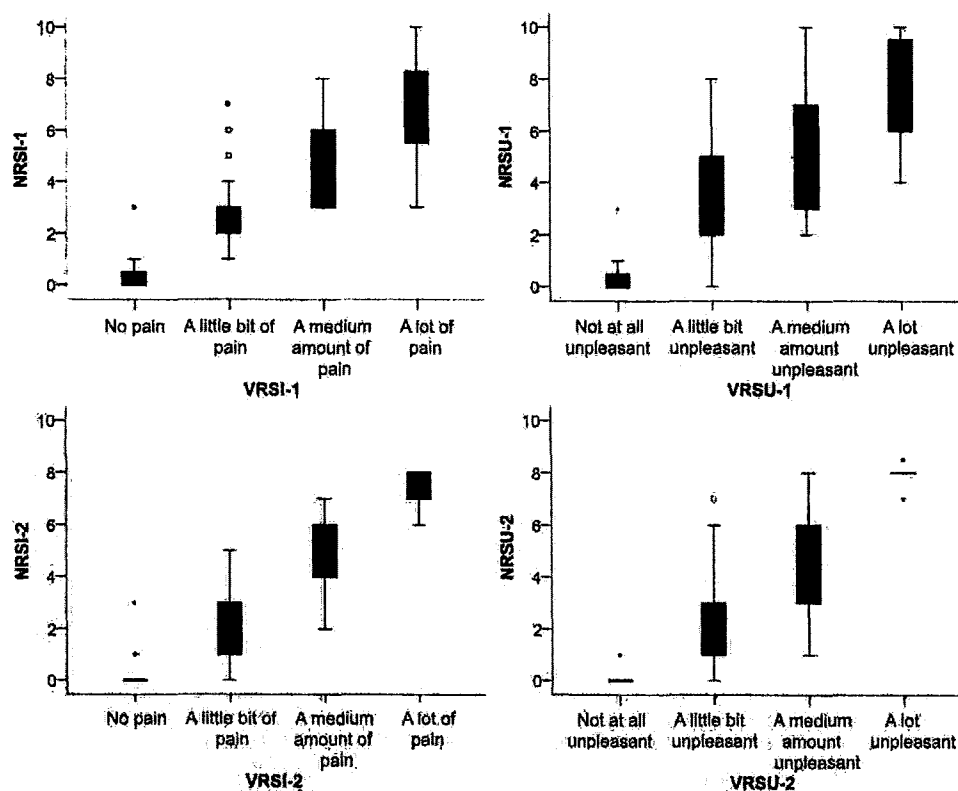 10
8
6
4
2
0
NRSI-1
No pain
A little bit of
pain
A medium
amount of
pain
A lot of
pain
VRSI-1
10
8
6
4
2
0
NRSU-1
Not at all
unpleasant
A little bit
unpleasant
A medium
amount
unpleasant
A lot
unpleasant
VRSU-1
10
8
6
4
2
0
NRSI-2
No pain
A little bit of
pain
A medium
amount of
pain
A lot of
pain
VRSI-2
10
8
6
4
2
0
NRSU-2
Not at all
unpleasant
A little bit
unpleasant
A medium
amount
unpleasant
A lot
unpleasant
VRSU-2